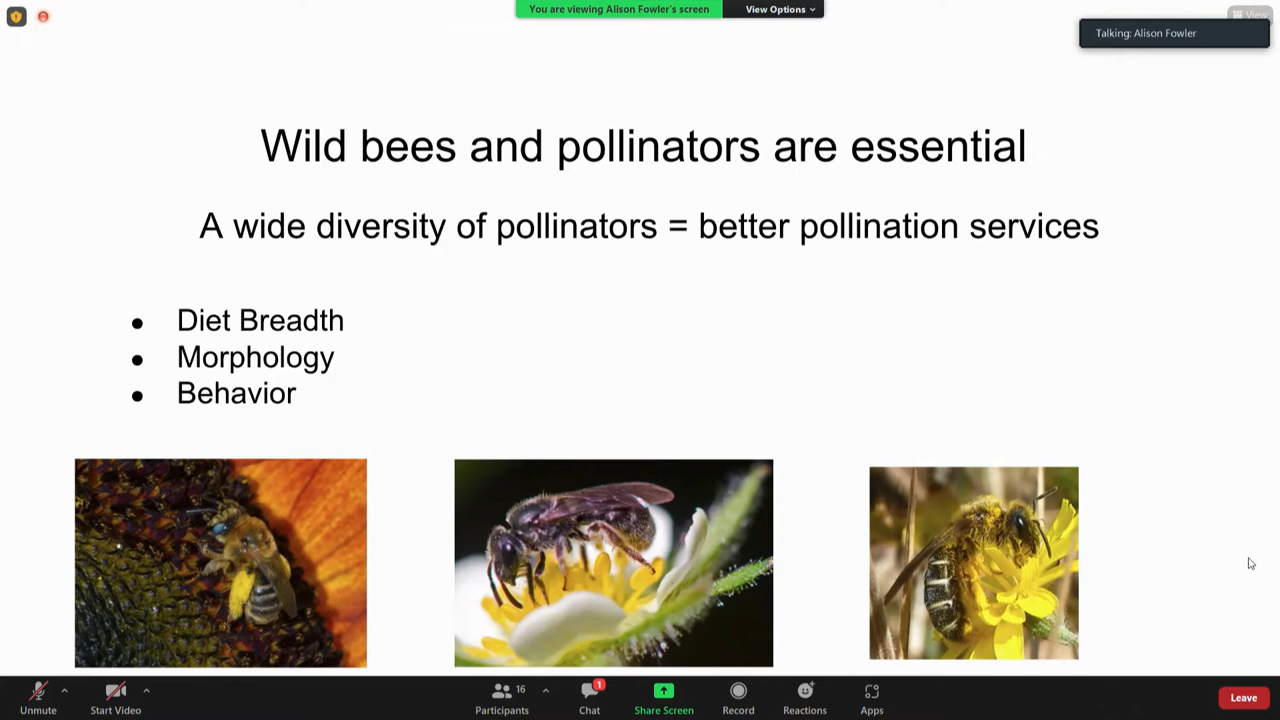 You are viewing Alison Fowler's screen
View Options
View
Talking: Alison Fowler
Wild bees and pollinators are essential
A wide diversity of pollinators = better pollination services
● Diet Breadth
● Morphology
● Behavior
Unmute
Start Video
16
Participants
1
Chat
Share Screen
Record
Reactions
Apps
Leave